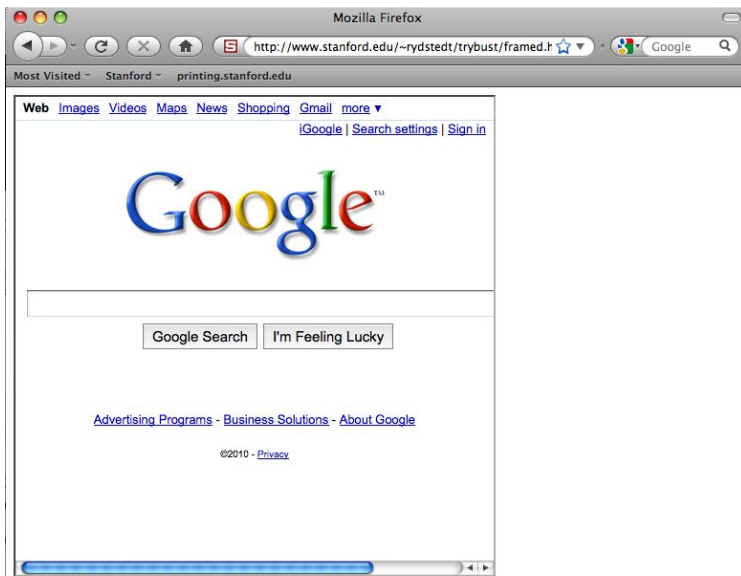 Mozilla Firefox
http://www.stanford.edu/~rydstedt/trybust/framed.h
Google
Most Visited Stanford printing.stanford.edu
Web Images Videos Maps News Shopping Gmail more ▼
iGoogle | Search settings | Sign in
Google™
Google Search I'm Feeling Lucky
Advertising Programs - Business Solutions - About Google
©2010 - Privacy